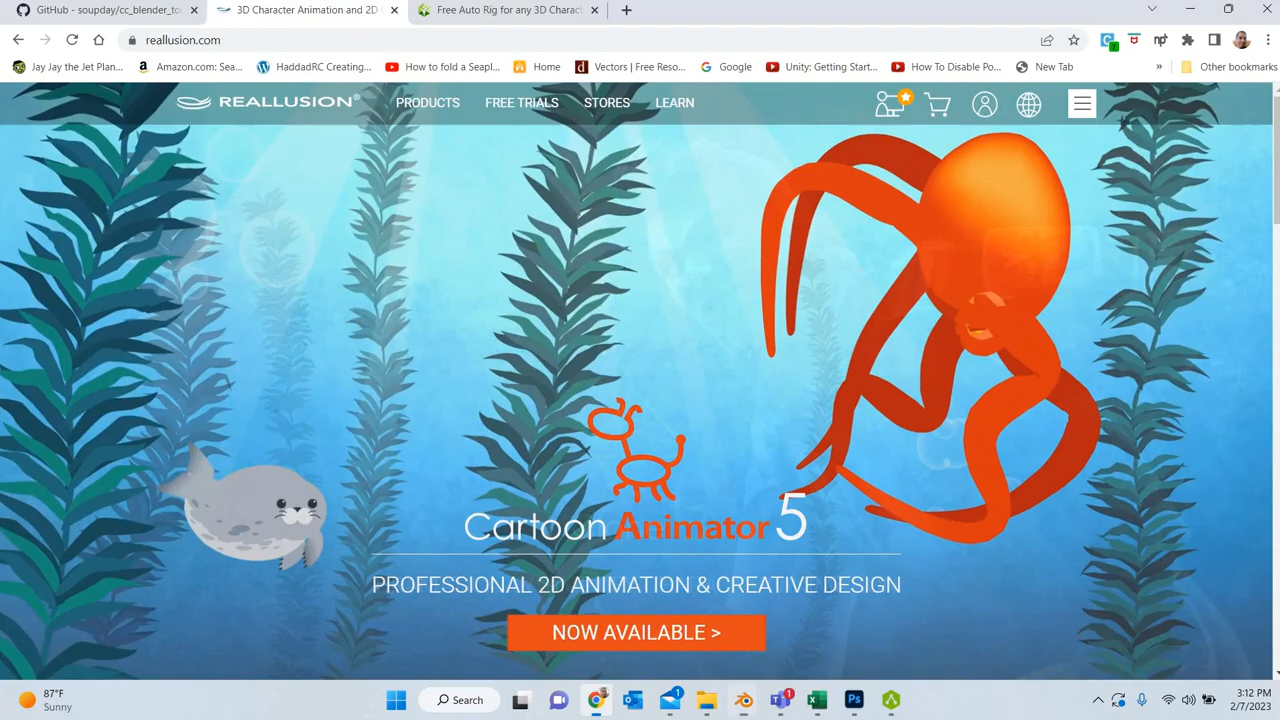 GitHub - soupday/cc_blender_to
3D Character Animation and 2D C
Free Auto Rig for any 3D Charact
reallusion.com
Jay Jay the Jet Plan...
Amazon.com: Sea...
HaddadRC Creating...
How to fold a Seapl...
Home
Vectors | Free Reso...
Google
Unity: Getting Star...
How To Disable Po...
New Tab
»
Other bookmarks
REALLUSION®
PRODUCTS
FREE TRIALS
STORES
LEARN
Cartoon Animator 5
PROFESSIONAL 2D ANIMATION & CREATIVE DESIGN
NOW AVAILABLE >
87°F
Sunny
Search
1
1
3:12 PM
2/7/2023